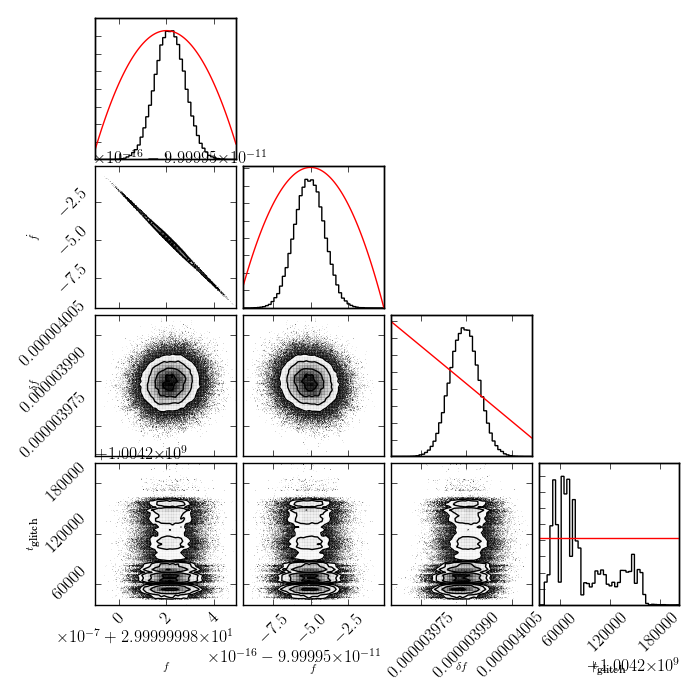 ×10⁻¹⁶ − 9.99995×10⁻¹¹
−2.5
−5.0
−7.5
ḟ
0.000004005
0.000003990
0.000003975
δf
+1.0042×10⁹
180000
120000
60000
t_glitch
0 2 4
×10⁻⁷ + 2.99999998×10¹
f
−7.5 −5.0 −2.5
×10⁻¹⁶ − 9.99995×10⁻¹¹
ḟ
0.000003975 0.000003990 0.000004005
δf
60000 120000 180000
+1.0042×10⁹
t_glitch